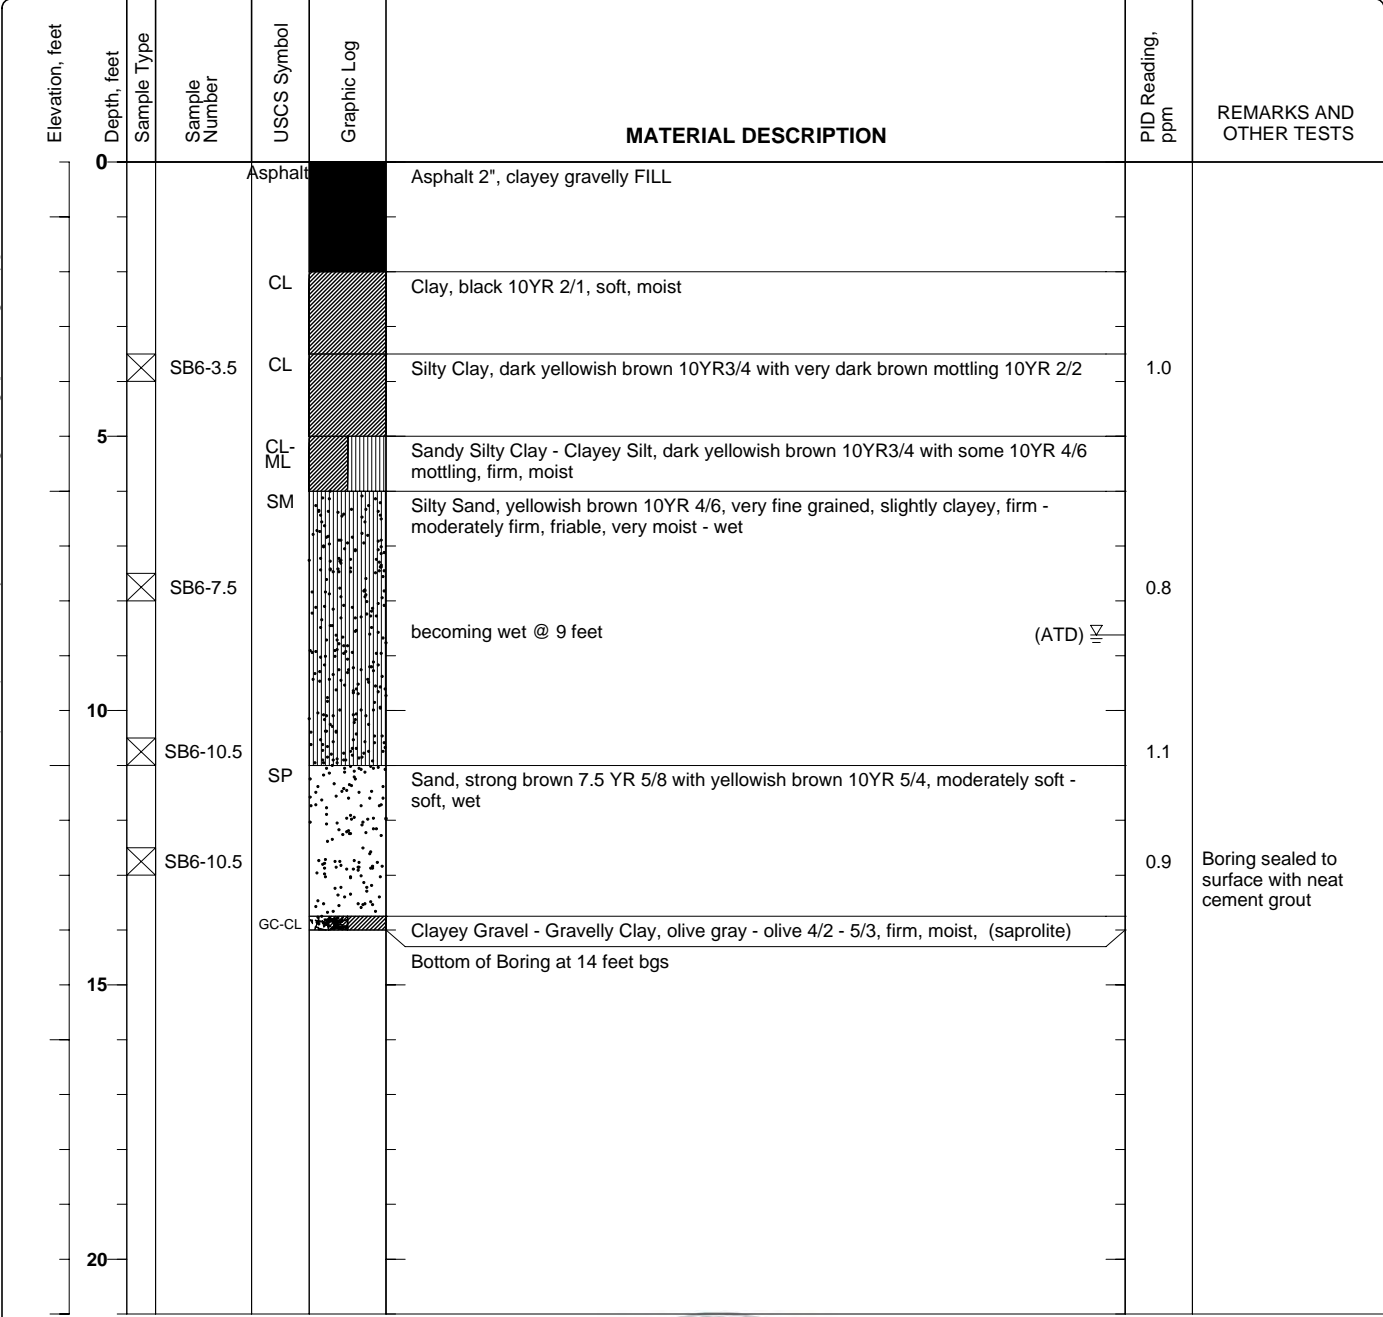 Elevation, feet
Depth, feet
Sample Type
Sample
Number
USCS Symbol
Graphic Log
MATERIAL DESCRIPTION
PID Reading,
ppm
REMARKS AND
OTHER TESTS
0
Asphalt
Asphalt 2", clayey gravelly FILL
CL
Clay, black 10YR 2/1, soft, moist
SB6-3.5
CL
Silty Clay, dark yellowish brown 10YR3/4 with very dark brown mottling 10YR 2/2
1.0
5
CL-
ML
Sandy Silty Clay - Clayey Silt, dark yellowish brown 10YR3/4 with some 10YR 4/6
mottling, firm, moist
SM
Silty Sand, yellowish brown 10YR 4/6, very fine grained, slightly clayey, firm -
moderately firm, friable, very moist - wet
SB6-7.5
0.8
becoming wet @ 9 feet
(ATD)
10
SB6-10.5
1.1
SP
Sand, strong brown 7.5 YR 5/8 with yellowish brown 10YR 5/4, moderately soft -
soft, wet
SB6-10.5
0.9
Boring sealed to
surface with neat
cement grout
GC-CL
Clayey Gravel - Gravelly Clay, olive gray - olive 4/2 - 5/3, firm, moist, (saprolite)
Bottom of Boring at 14 feet bgs
15
20